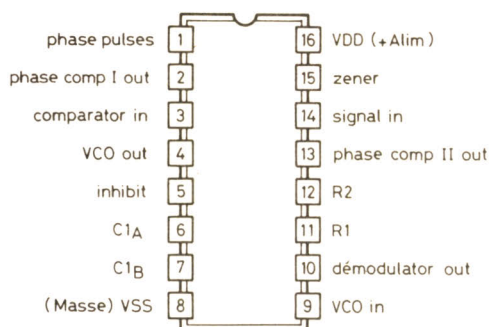 phase pulses 1 16 VDD (+Alim)
phase comp I out 2 15 zener
comparator in 3 14 signal in
VCO out 4 13 phase comp II out
inhibit 5 12 R2
C1A 6 11 R1
C1B 7 10 démodulator out
(Masse) VSS 8 9 VCO in